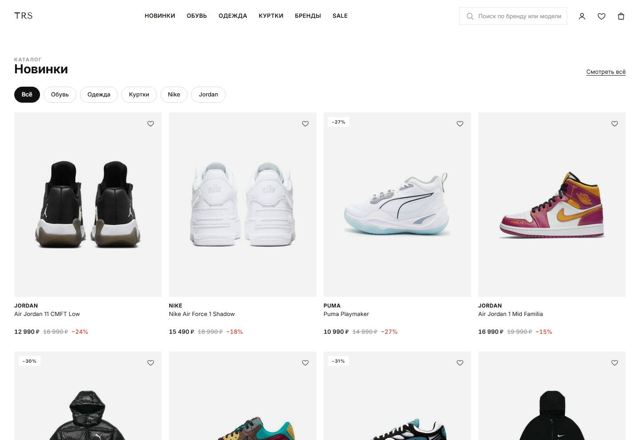 TRS
НОВИНКИ ОБУВЬ ОДЕЖДА КУРТКИ БРЕНДЫ SALE
Поиск по бренду или модели
КАТАЛОГ
Новинки
Смотреть всё
Всё Обувь Одежда Куртки Nike Jordan
−27%
JORDAN
Air Jordan 11 CMFT Low
12 990 ₽ 16 990 ₽ −24%
NIKE
Nike Air Force 1 Shadow
15 490 ₽ 18 990 ₽ −18%
PUMA
Puma Playmaker
10 990 ₽ 14 990 ₽ −27%
JORDAN
Air Jordan 1 Mid Familia
16 990 ₽ 19 990 ₽ −15%
−30%
−31%